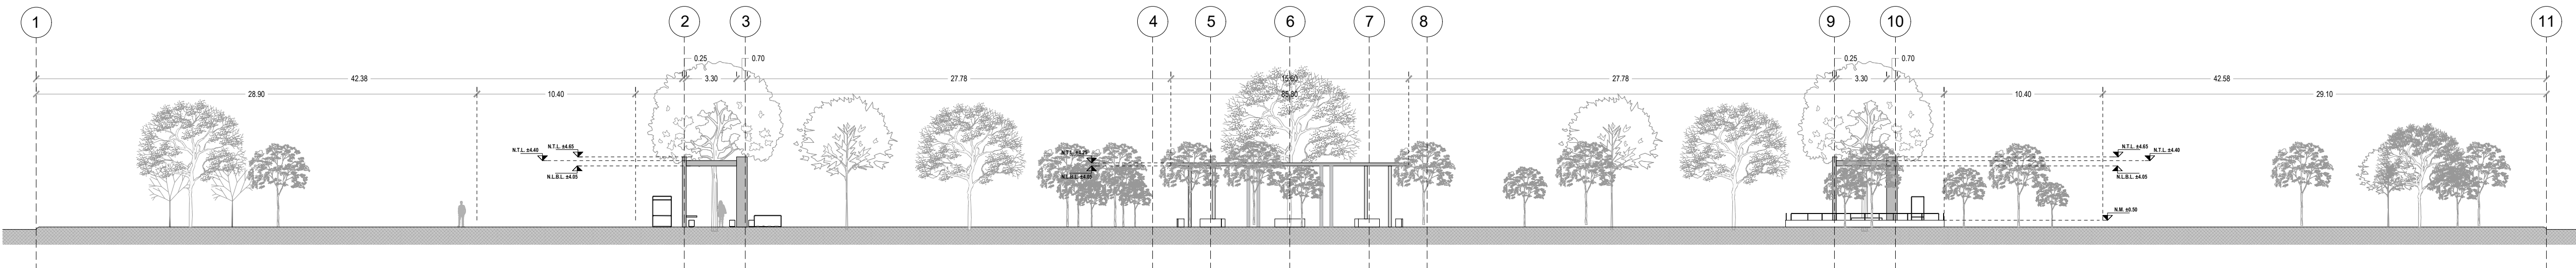 1 2 3 4 5 6 7 8 9 10 11
0.25 0.70 0.25 0.70
42.38 3.30 27.78 15.60 27.78 3.30 42.58
28.90 10.40 85.80 10.40 29.10
N.T.L. ±4.40 N.T.L. ±4.65
N.L.B.L. ±4.05
N.L.B.L. ±4.05
N.T.L. ±4.65
N.T.L. ±4.40
N.L.B.L. ±4.05
N.M. ±0.50